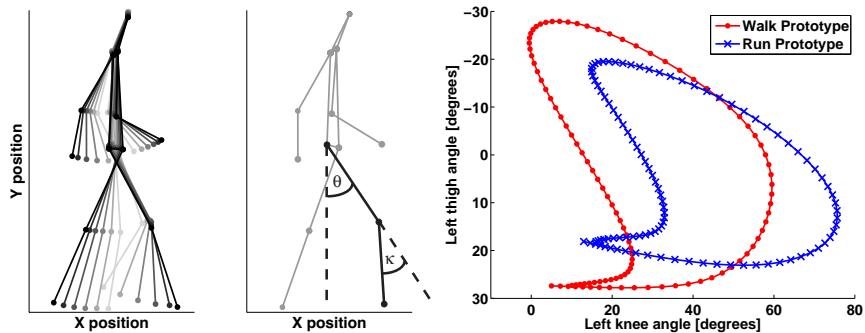 Y position
X position
θ
κ
X position
Walk Prototype
Run Prototype
Left thigh angle [degrees]
−30
−20
−10
0
10
20
30
0
20
40
60
80
Left knee angle [degrees]